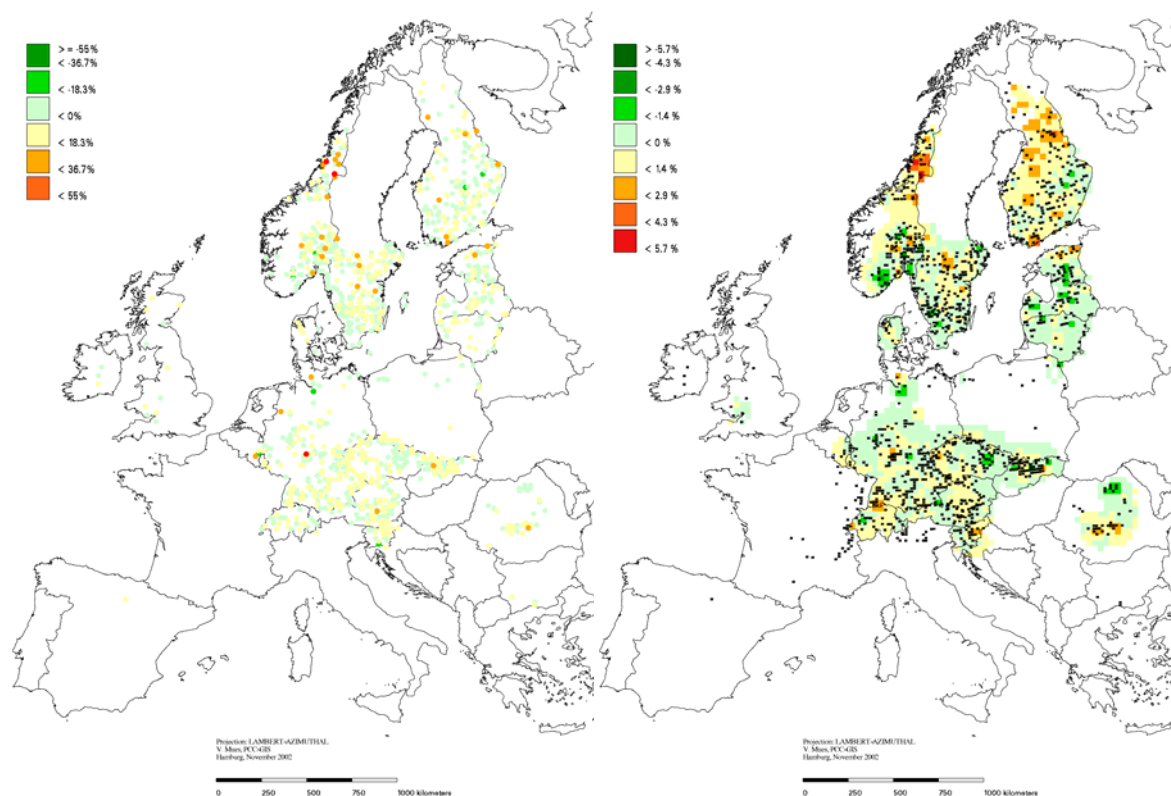 > = -55%
< -36.7%
< -18.3%
< 0%
< 18.3%
< 36.7%
< 55%
Projection: LAMBERT-AZIMUTHAL
V. Mues, PCC-GIS
Hamburg, November 2002
0 250 500 750 1000 kilometers
> -5.7%
< -4.3%
< -2.9 %
< -1.4 %
< 0 %
< 1.4%
< 2.9 %
< 4.3%
< 5.7 %
Projection: LAMBERT-AZIMUTHAL
V. Mues, PCC-GIS
Hamburg, November 2002
0 250 500 750 1000 kilometers